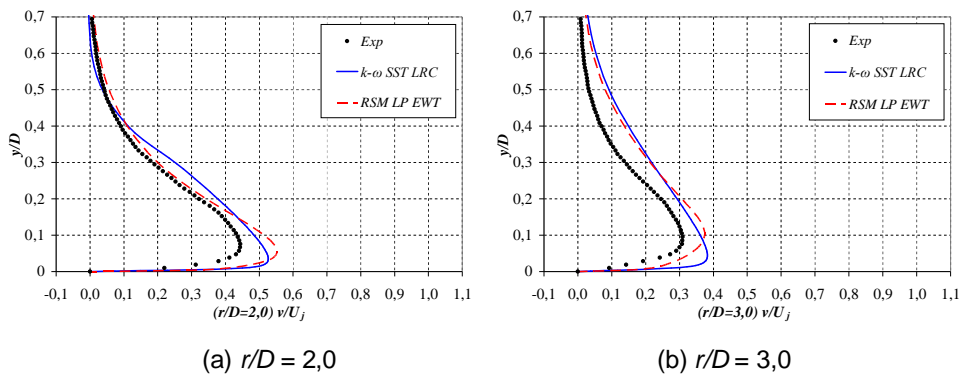 0,7
0,6
0,5
0,4
0,3
0,2
0,1
0
y/D
Exp
k-ω SST LRC
RSM LP EWT
-0,1 0,0 0,1 0,2 0,3 0,4 0,5 0,6 0,7 0,8 0,9 1,0 1,1
(r/D=2,0) v/U_j
(a) r/D = 2,0
0,7
0,6
0,5
0,4
0,3
0,2
0,1
0
y/D
Exp
k-ω SST LRC
RSM LP EWT
-0,1 0,0 0,1 0,2 0,3 0,4 0,5 0,6 0,7 0,8 0,9 1,0 1,1
(r/D=3,0) v/U_j
(b) r/D = 3,0